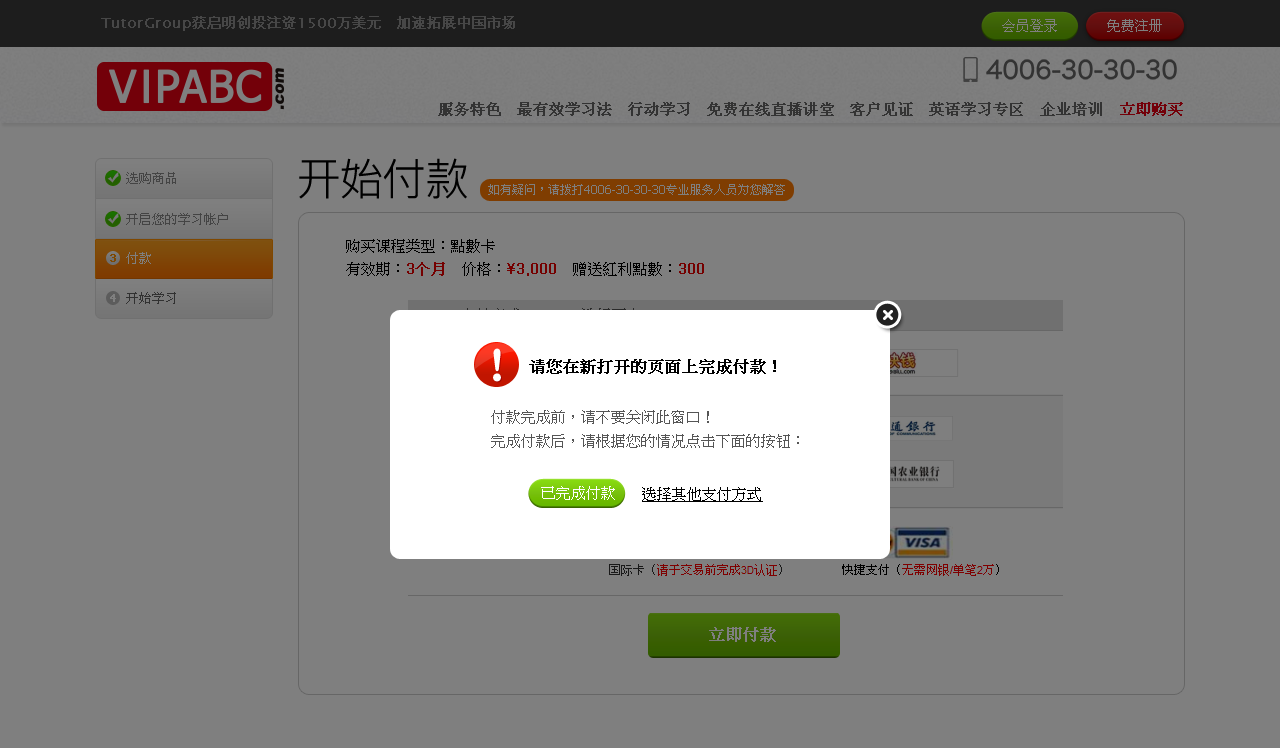 TutorGroup获启明创投注资1500万美元 加速拓展中国市场
会员登录 免费注册
VIPABC.com
4006-30-30-30
服务特色 最有效学习法 行动学习 免费在线直播讲堂 客户见证 英语学习专区 企业培训 立即购买
选购商品
开启您的学习帐户
3 付款
4 开始学习
开始付款
如有疑问，请拨打4006-30-30-30专业服务人员为您解答
购买课程类型：點數卡
有效期：3个月 价格：¥3,000 赠送紅利點數：300
请您在新打开的页面上完成付款！
付款完成前，请不要关闭此窗口！
完成付款后，请根据您的情况点击下面的按钮：
已完成付款 选择其他支付方式
通银行
农业银行
VISA
国际卡（请于交易前完成3D认证） 快捷支付（无需网银/单笔2万）
立即付款